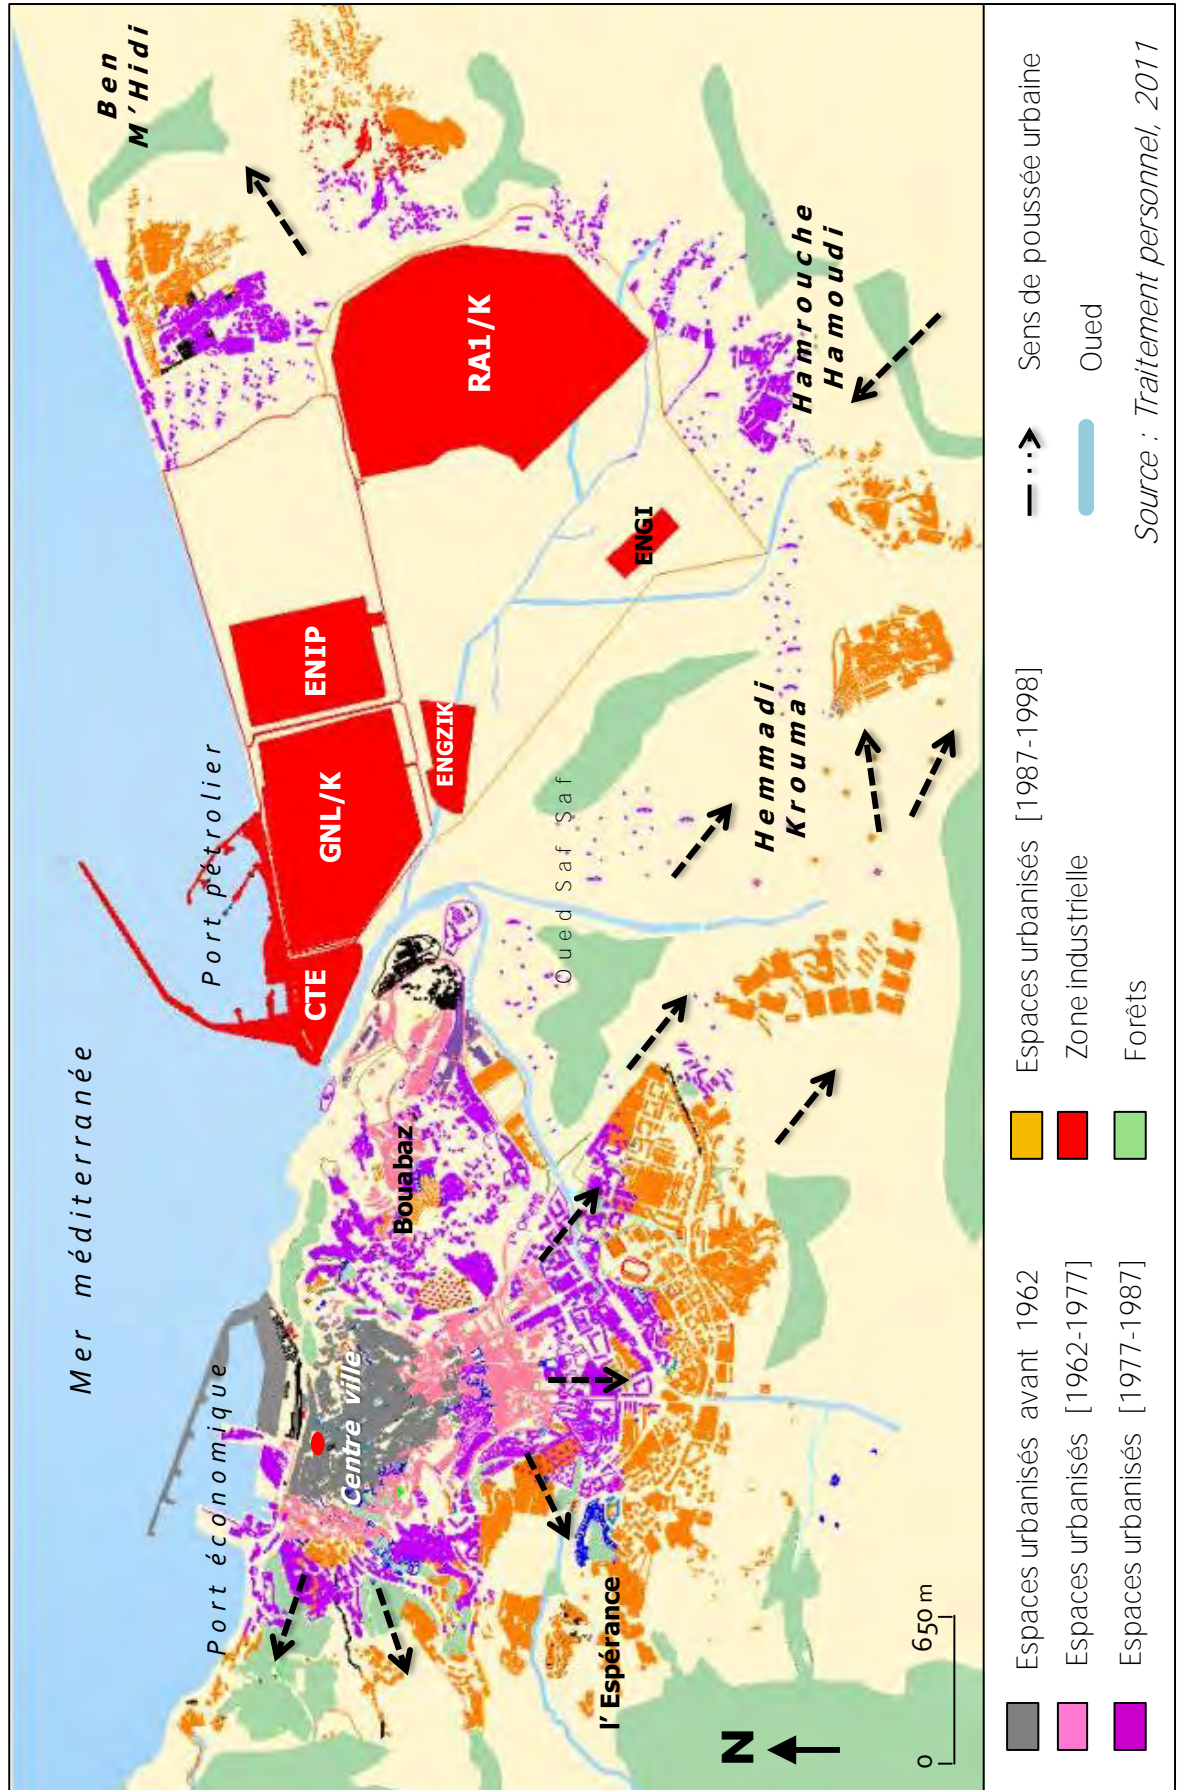 Mer méditerranée
Port économique
Port pétrolier
Ben
M'Hidi
CTE
GNL/K
ENIP
ENGZIK
RA1/K
ENGI
Centre Ville
Bouabaz
Oued Saf Saf
Hemmadi
Krouma
Hamrouche
Hamoudi
l'Espérance
N
0 650 m
Espaces urbanisés avant 1962
Espaces urbanisés [1962-1977]
Espaces urbanisés [1977-1987]
Espaces urbanisés [1987-1998]
Zone industrielle
Forêts
Sens de poussée urbaine
Oued
Source : Traitement personnel, 2011